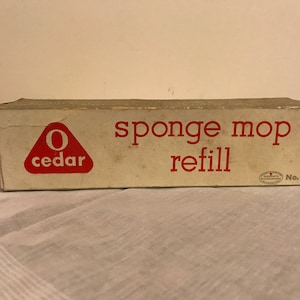 O
cedar
sponge mop
refill
No.